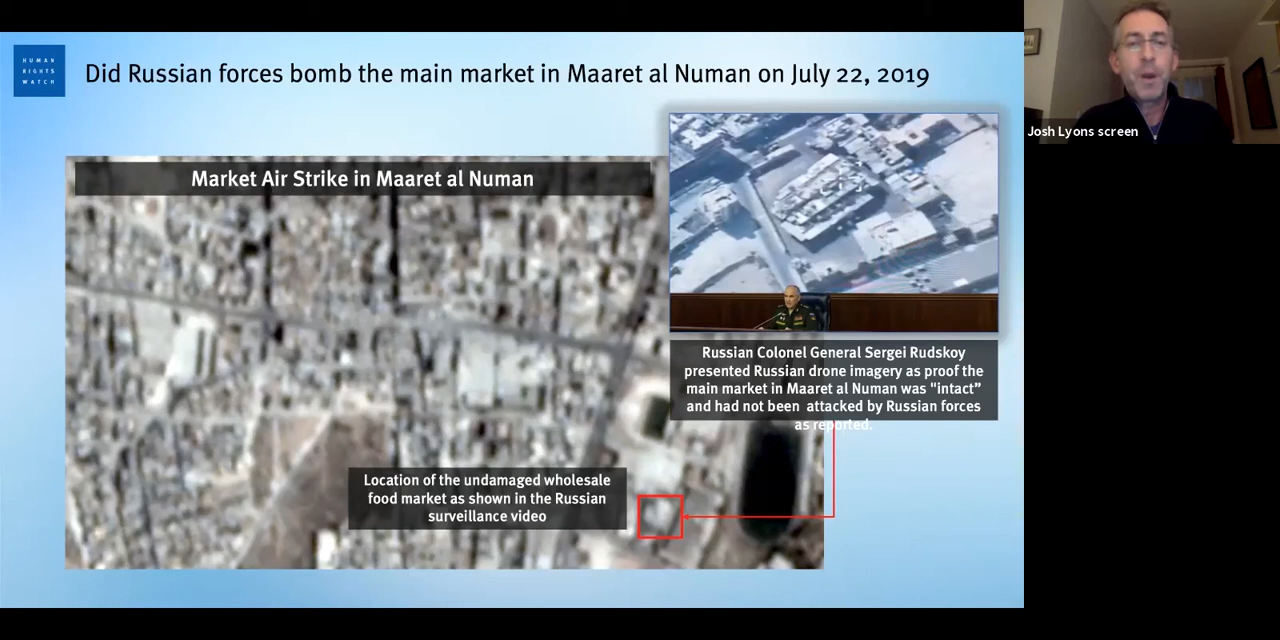 HUMAN
RIGHTS
WATCH
Did Russian forces bomb the main market in Maaret al Numan on July 22, 2019
Market Air Strike in Maaret al Numan
Josh Lyons screen
Russian Colonel General Sergei Rudskoy
presented Russian drone imagery as proof the
main market in Maaret al Numan was "intact”
and had not been attacked by Russian forces
as reported.
Location of the undamaged wholesale
food market as shown in the Russian
surveillance video